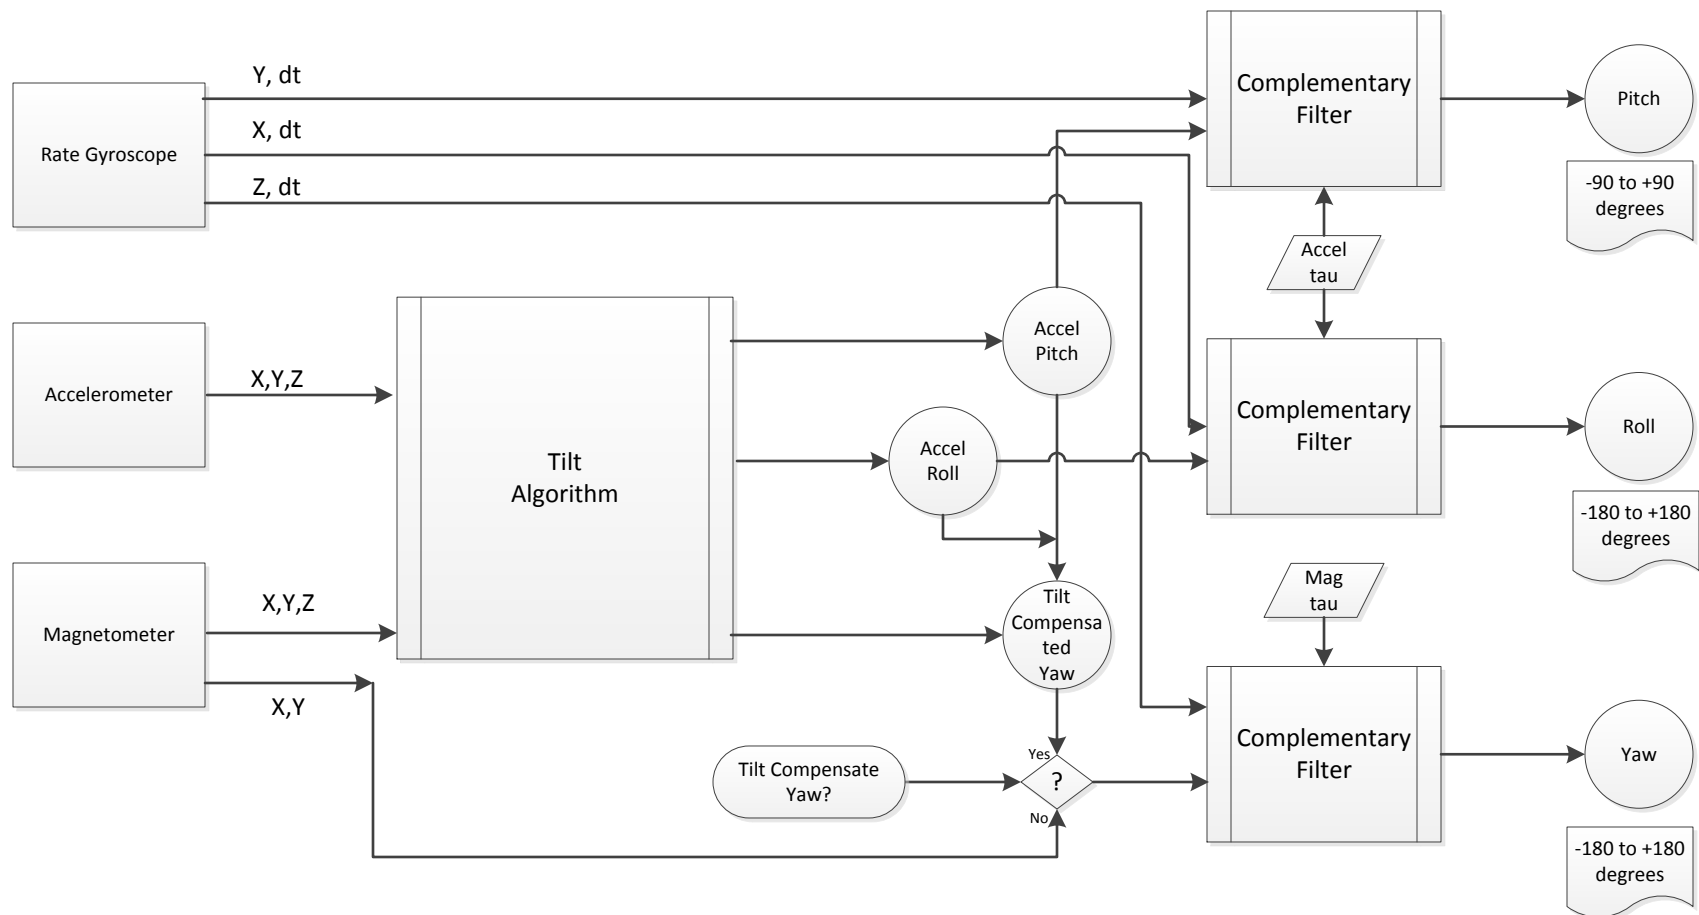 Y, dt
X, dt
Z, dt
Rate Gyroscope
Complementary
Filter
Pitch
-90 to +90
degrees
Accel
tau
Accelerometer
X,Y,Z
Tilt
Algorithm
Accel
Pitch
Accel
Roll
Complementary
Filter
Roll
-180 to +180
degrees
Magnetometer
X,Y,Z
X,Y
Tilt
Compensa
ted
Yaw
Mag
tau
Tilt Compensate
Yaw?
Yes
?
No
Complementary
Filter
Yaw
-180 to +180
degrees